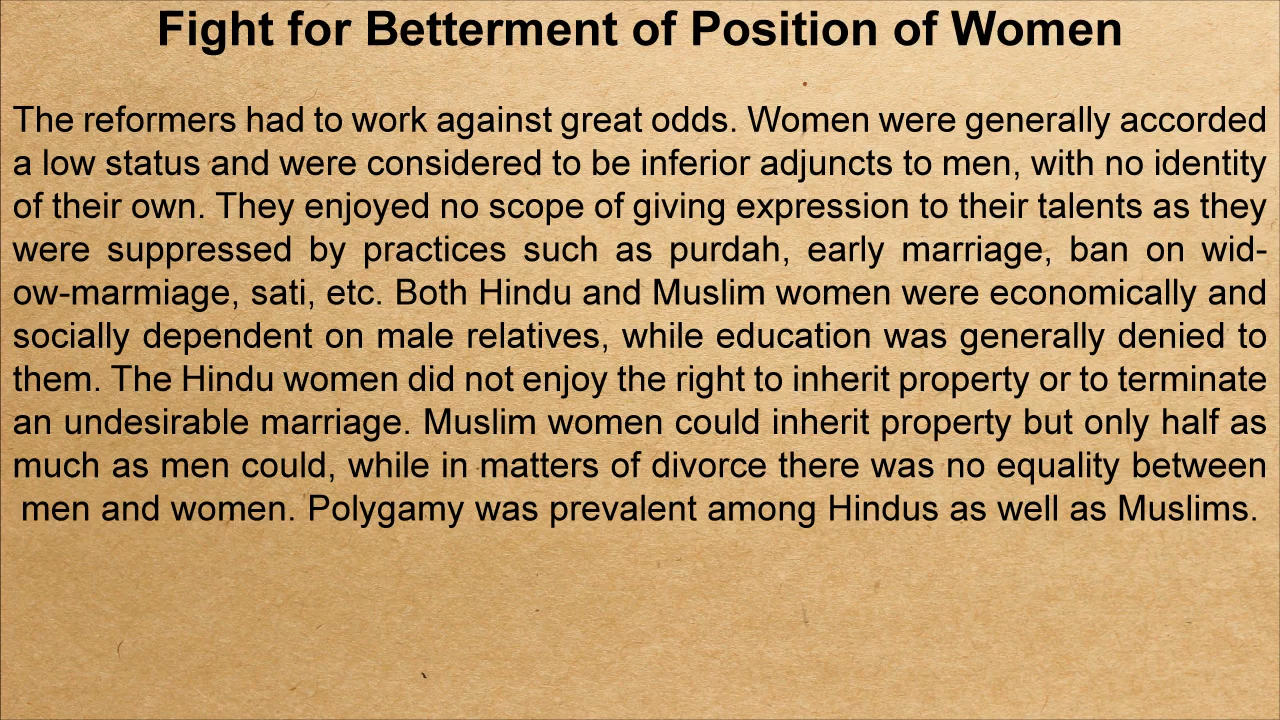 Fight for Betterment of Position of Women
The reformers had to work against great odds. Women were generally accorded
a low status and were considered to be inferior adjuncts to men, with no identity
of their own. They enjoyed no scope of giving expression to their talents as they
were suppressed by practices such as purdah, early marriage, ban on wid-
ow-marmiage, sati, etc. Both Hindu and Muslim women were economically and
socially dependent on male relatives, while education was generally denied to
them. The Hindu women did not enjoy the right to inherit property or to terminate
an undesirable marriage. Muslim women could inherit property but only half as
much as men could, while in matters of divorce there was no equality between
men and women. Polygamy was prevalent among Hindus as well as Muslims.